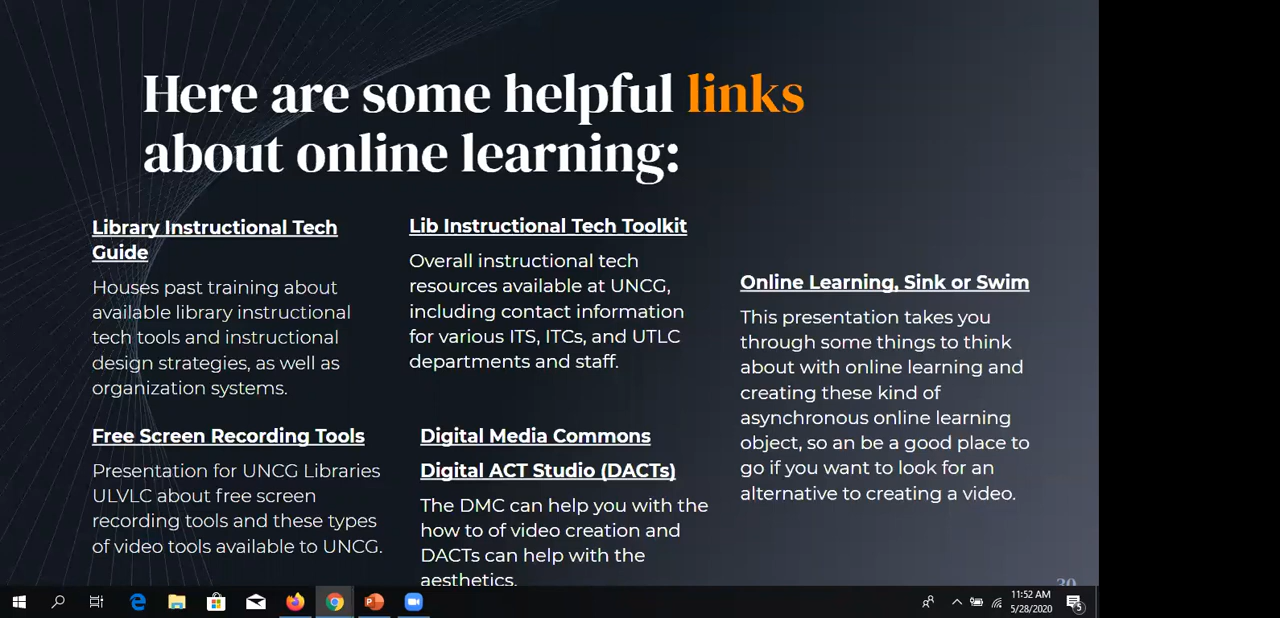 Here are some helpful links
about online learning:
Library Instructional Tech
Guide
Houses past training about
available library instructional
tech tools and instructional
design strategies, as well as
organization systems.
Free Screen Recording Tools
Presentation for UNCG Libraries
ULVLC about free screen
recording tools and these types
of video tools available to UNCG.
Lib Instructional Tech Toolkit
Overall instructional tech
resources available at UNCG,
including contact information
for various ITS, ITCs, and UTLC
departments and staff.
Digital Media Commons
Digital ACT Studio (DACTs)
The DMC can help you with the
how to of video creation and
DACTs can help with the
aesthetics.
Online Learning, Sink or Swim
This presentation takes you
through some things to think
about with online learning and
creating these kind of
asynchronous online learning
object, so an be a good place to
go if you want to look for an
alternative to creating a video.
30
11:52 AM
5/28/2020
5